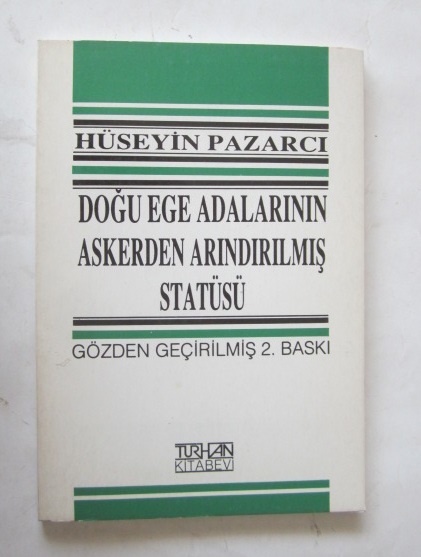 HÜSEYİN PAZARCI
DOĞU EGE ADALARININ
ASKERDEN ARINDIRILMIŞ
STATÜSÜ
GÖZDEN GEÇİRİLMİŞ 2. BASKI
TURHAN
KİTABEVİ